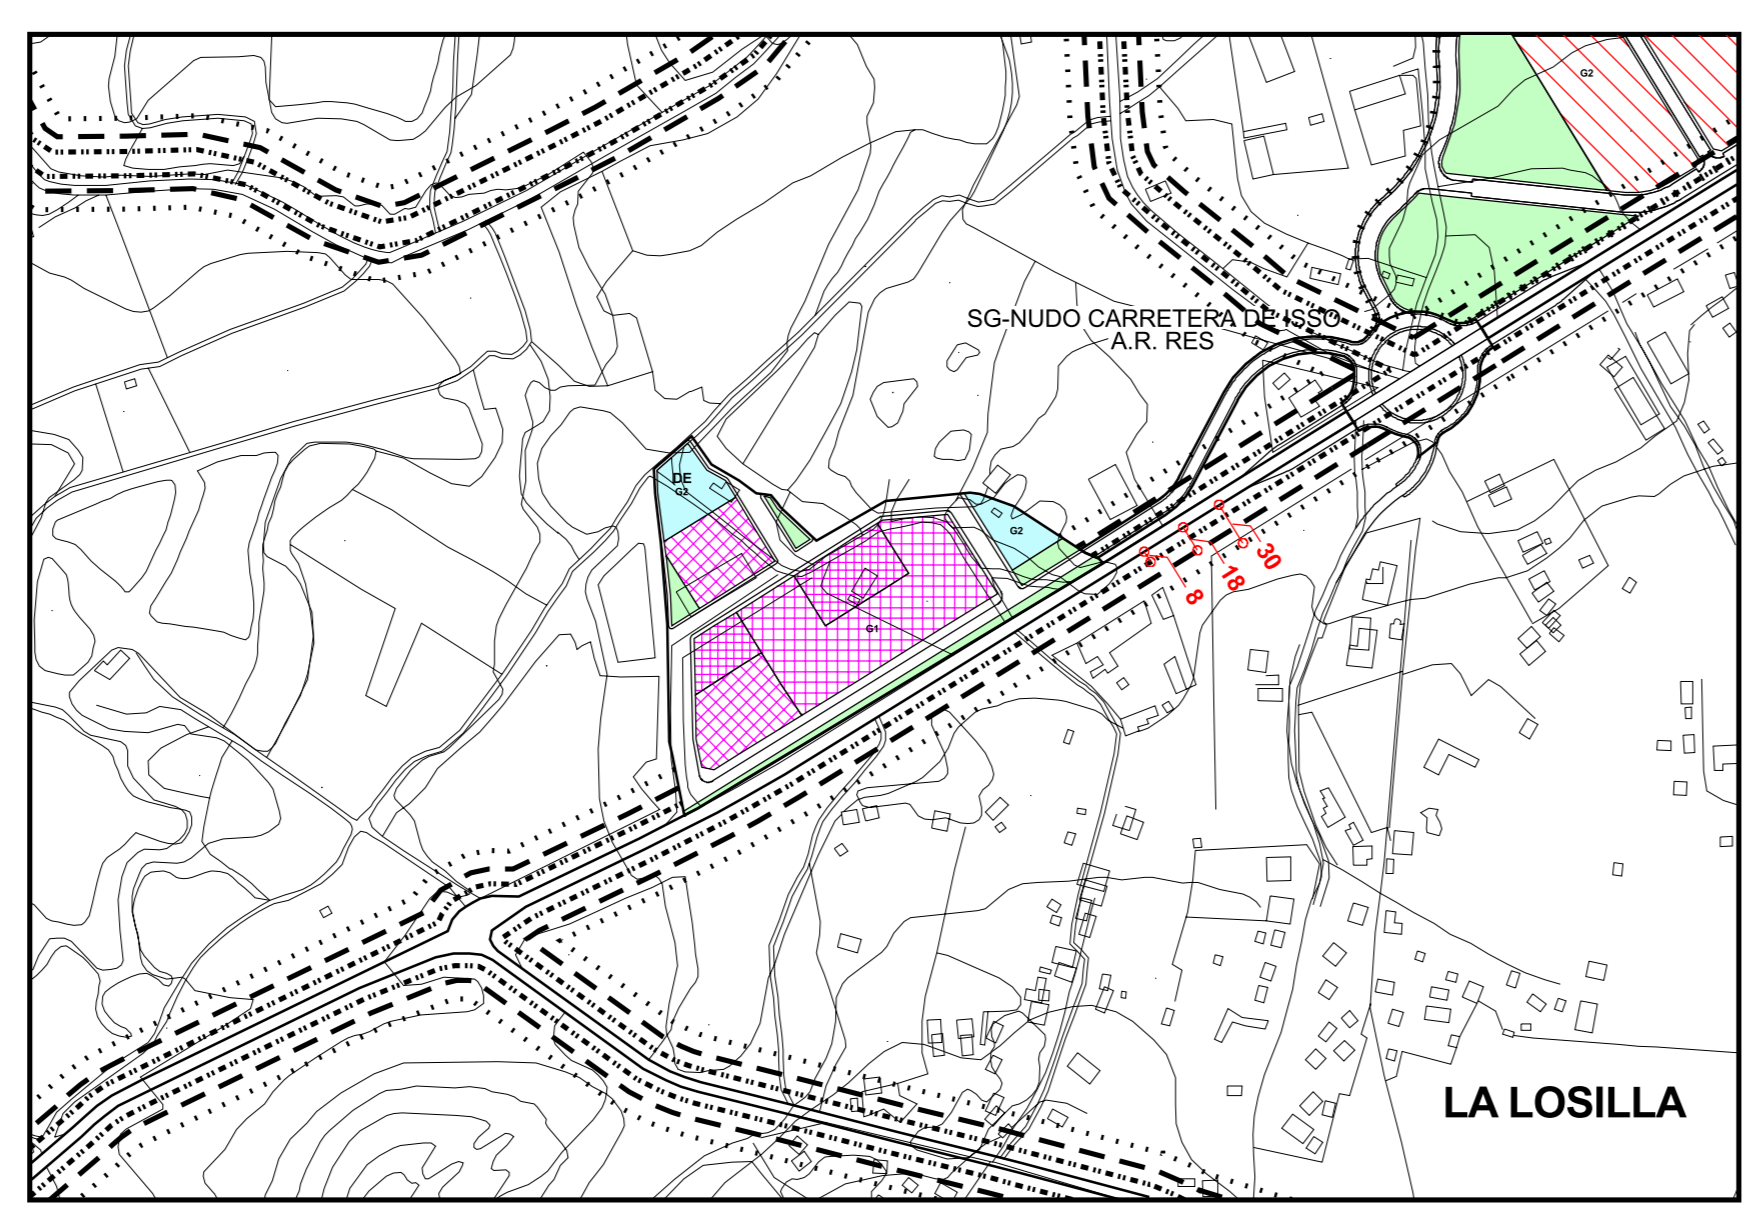 G2
SG-NUDO CARRETERA DE ISSO
A.R. RES
DE
G2
G2
30
18
8
G1
LA LOSILLA